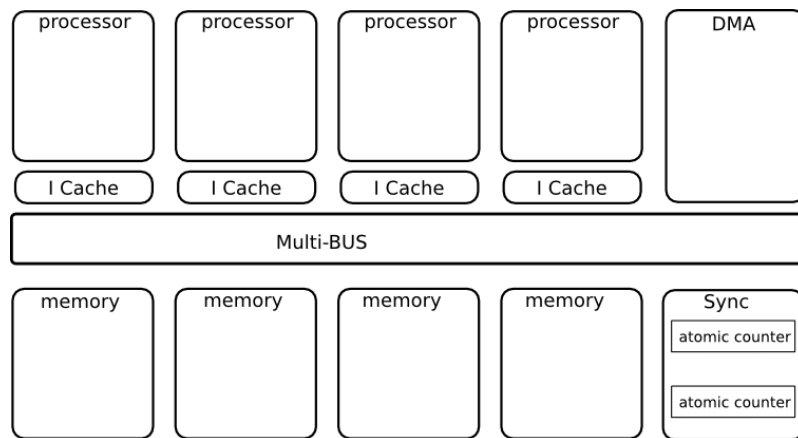 processor
processor
processor
processor
DMA
I Cache
I Cache
I Cache
I Cache
Multi-BUS
memory
memory
memory
memory
Sync
atomic counter
atomic counter